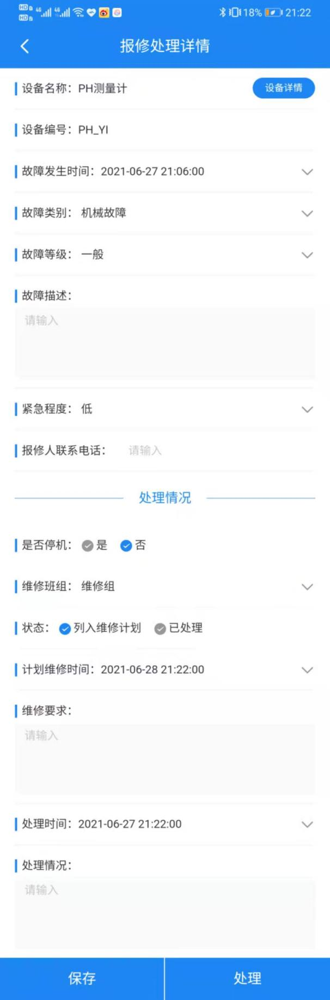 HD 1 4G 4G 18% 21:22
HD 2
报修处理详情
设备名称：PH测量计 设备详情
设备编号：PH_YI
故障发生时间：2021-06-27 21:06:00
故障类别： 机械故障
故障等级： 一般
故障描述：
请输入
紧急程度： 低
报修人联系电话： 请输入
处理情况
是否停机： 是 否
维修班组： 维修组
状态： 列入维修计划 已处理
计划维修时间：2021-06-28 21:22:00
维修要求：
请输入
处理时间：2021-06-27 21:22:00
处理情况：
请输入
保存 处理